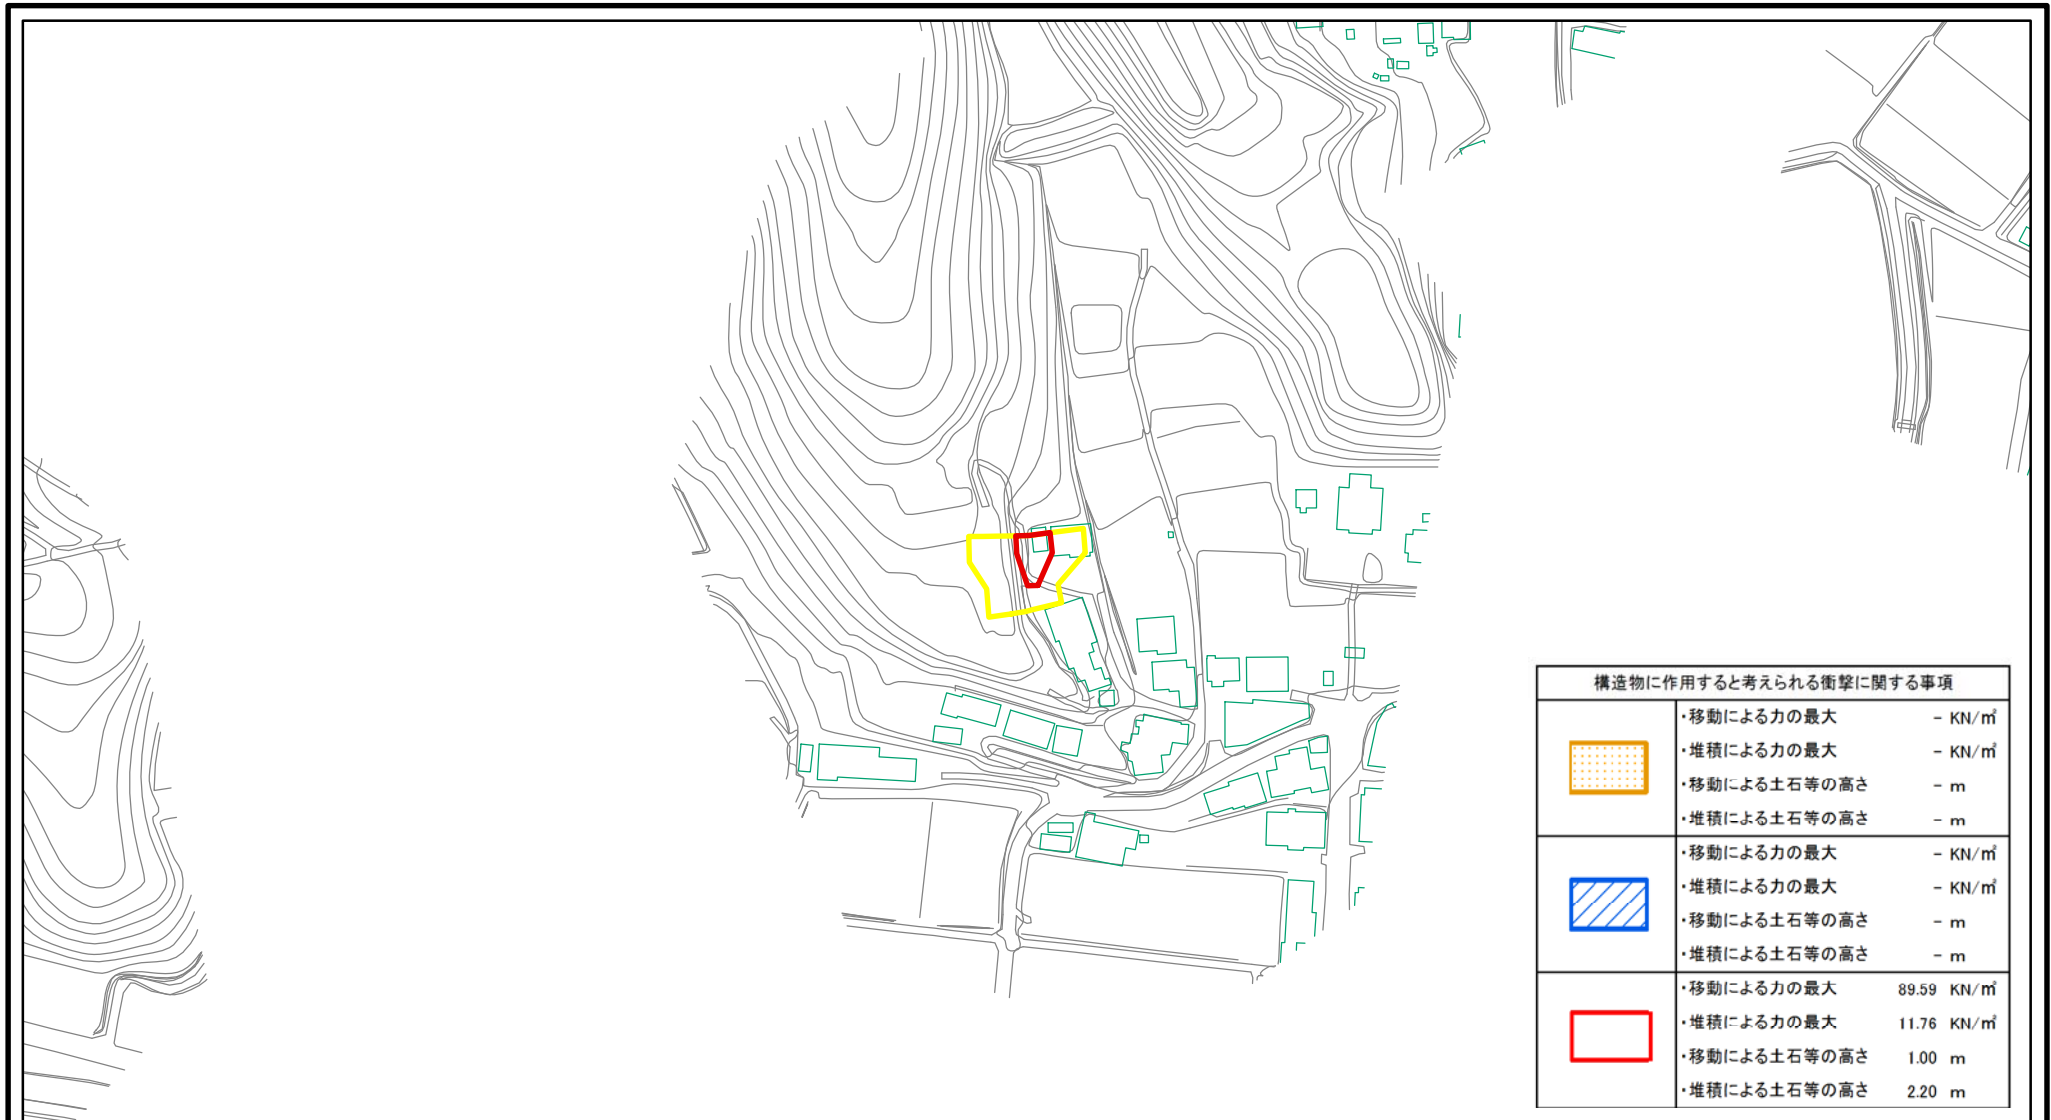 構造物に作用すると考えられる衝撃に関する事項
・移動による力の最大 － KN/㎡
・堆積による力の最大 － KN/㎡
・移動による土石等の高さ － m
・堆積による土石等の高さ － m
・移動による力の最大 － KN/㎡
・堆積による力の最大 － KN/㎡
・移動による土石等の高さ － m
・堆積による土石等の高さ － m
・移動による力の最大 89.59 KN/㎡
・堆積による力の最大 11.76 KN/㎡
・移動による土石等の高さ 1.00 m
・堆積による土石等の高さ 2.20 m